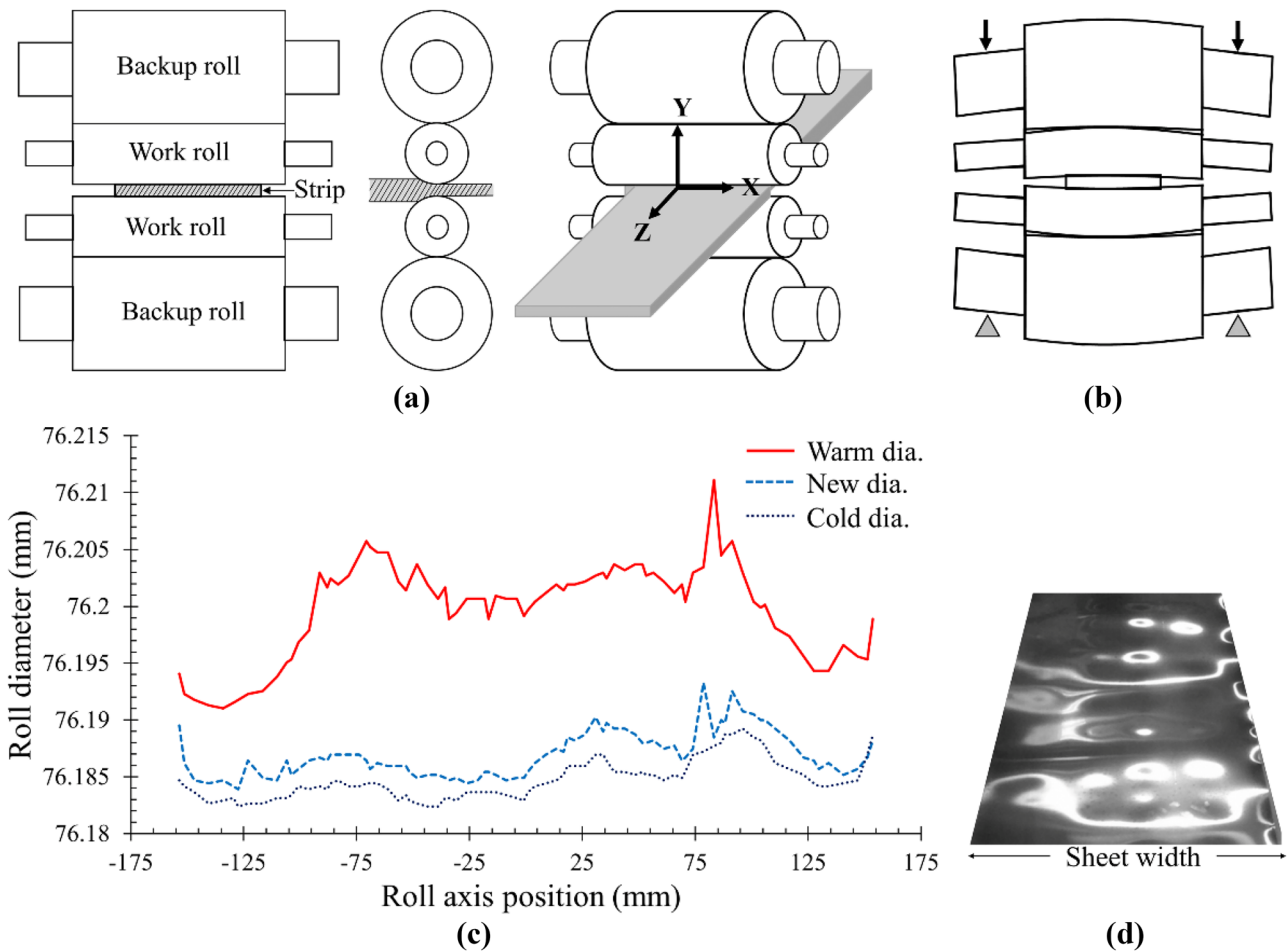 Backup roll
Work roll
Strip
Work roll
Backup roll
Y
X
Z
(a)
(b)
76.215
76.21
76.205
76.2
76.195
76.19
76.185
76.18
Roll diameter (mm)
Warm dia.
New dia.
Cold dia.
-175
-125
-75
-25
25
75
125
175
Roll axis position (mm)
(c)
Sheet width
(d)